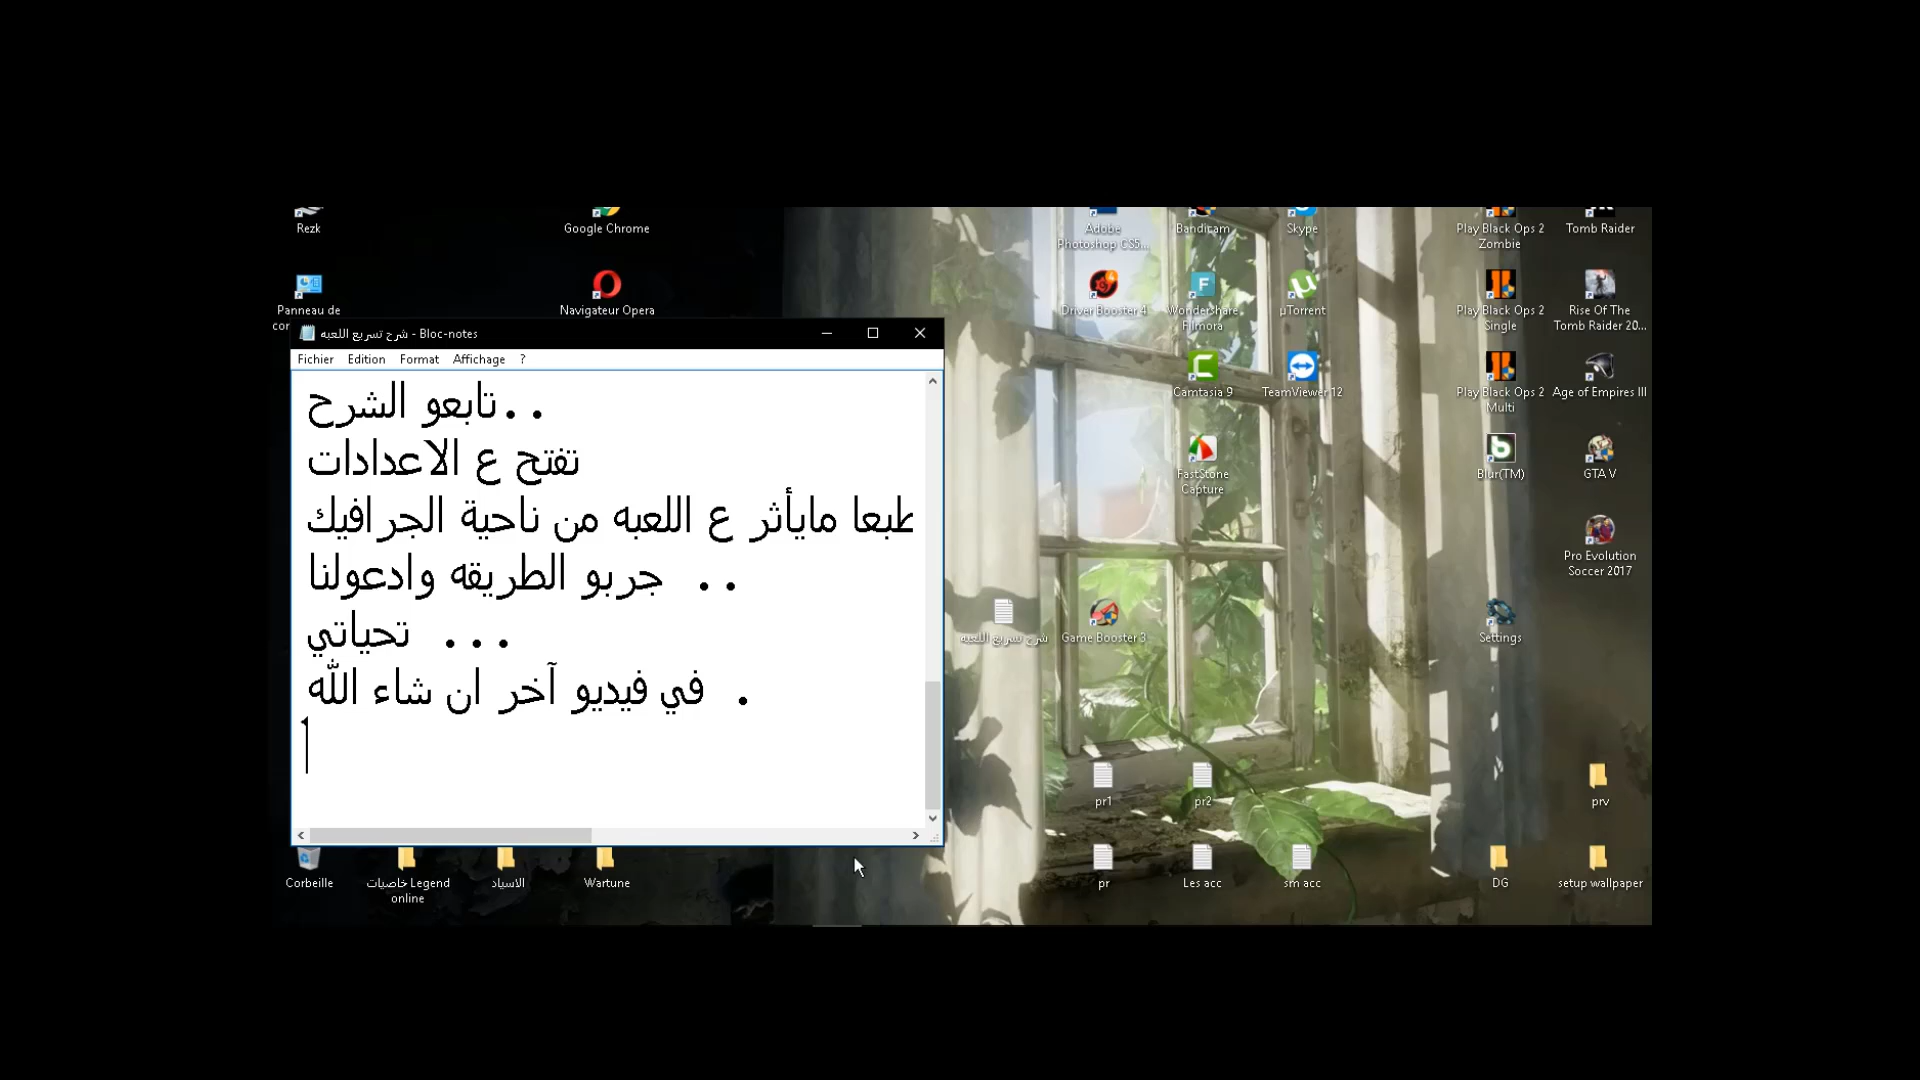 Rezk
Google Chrome
Adobe
Photoshop CS5...
Bandicam
Skype
Play Black Ops 2
Zombie
Tomb Raider
Panneau de
Navigateur Opera
Driver Booster 4
Wondershare
Filmora
µTorrent
Play Black Ops 2
Single
Rise Of The
Tomb Raider 20...
شرح تسريع اللعبه - Bloc-notes
Fichier Edition Format Affichage ?
تابعو الشرح..
تفتح ع الاعدادات
طبعا مايأثر ع اللعبه من ناحية الجرافيك
جربو الطريقه وادعولنا ..
تحياتي ...
في فيديو آخر ان شاء الله .
Camtasia 9
TeamViewer 12
Play Black Ops 2
Multi
Age of Empires III
FastStone
Capture
Blur(TM)
GTA V
Pro Evolution
Soccer 2017
شرح تسريع اللعبه
Game Booster 3
Settings
pr1
pr2
prv
Corbeille
خاصيات Legend
online
الاسياد
Wartune
pr
Les acc
sm acc
DG
setup wallpaper